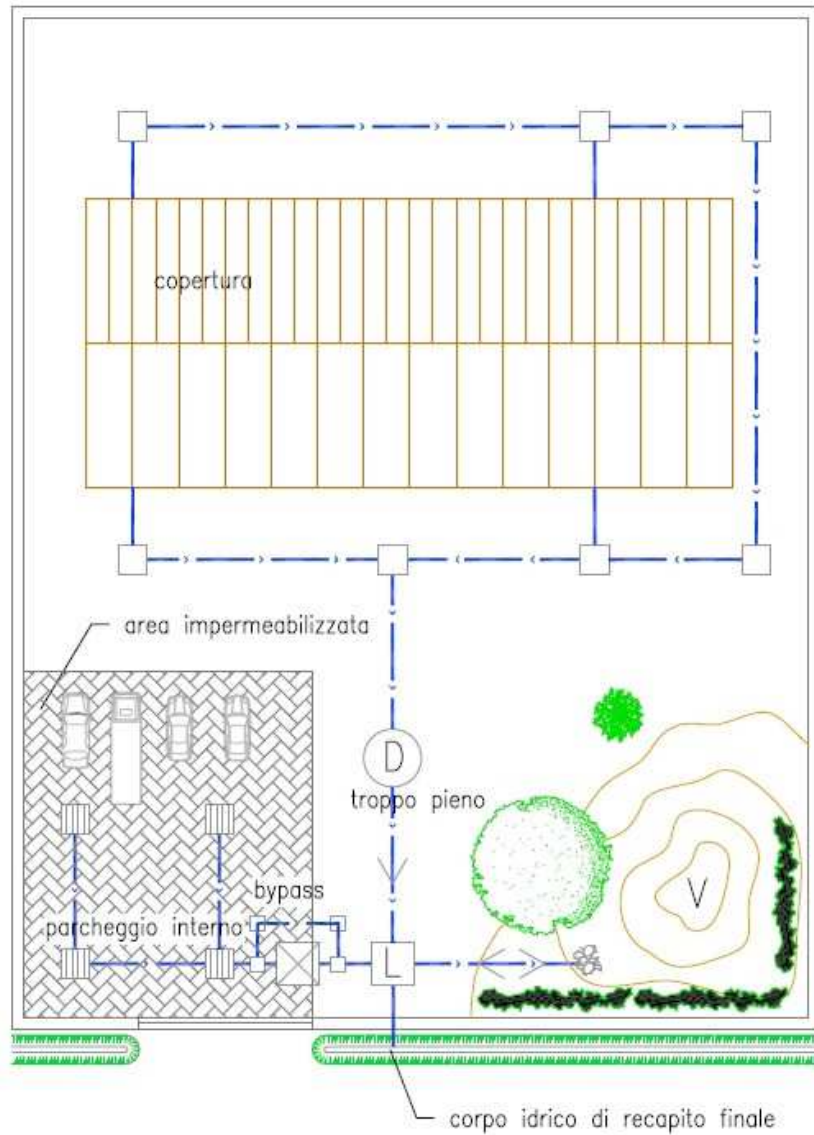 copertura
area impermeabilizzata
D
troppo pieno
bypass
V
parcheggio interno
L
corpo idrico di recapito finale